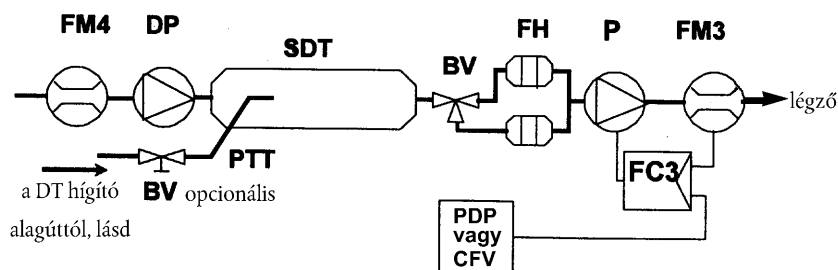 FM4
DP
SDT
BV
FH
P
FM3
légző
PTT
a DT hígító
alagúttól, lásd
BV opcionális
FC3
PDP
vagy
CFV